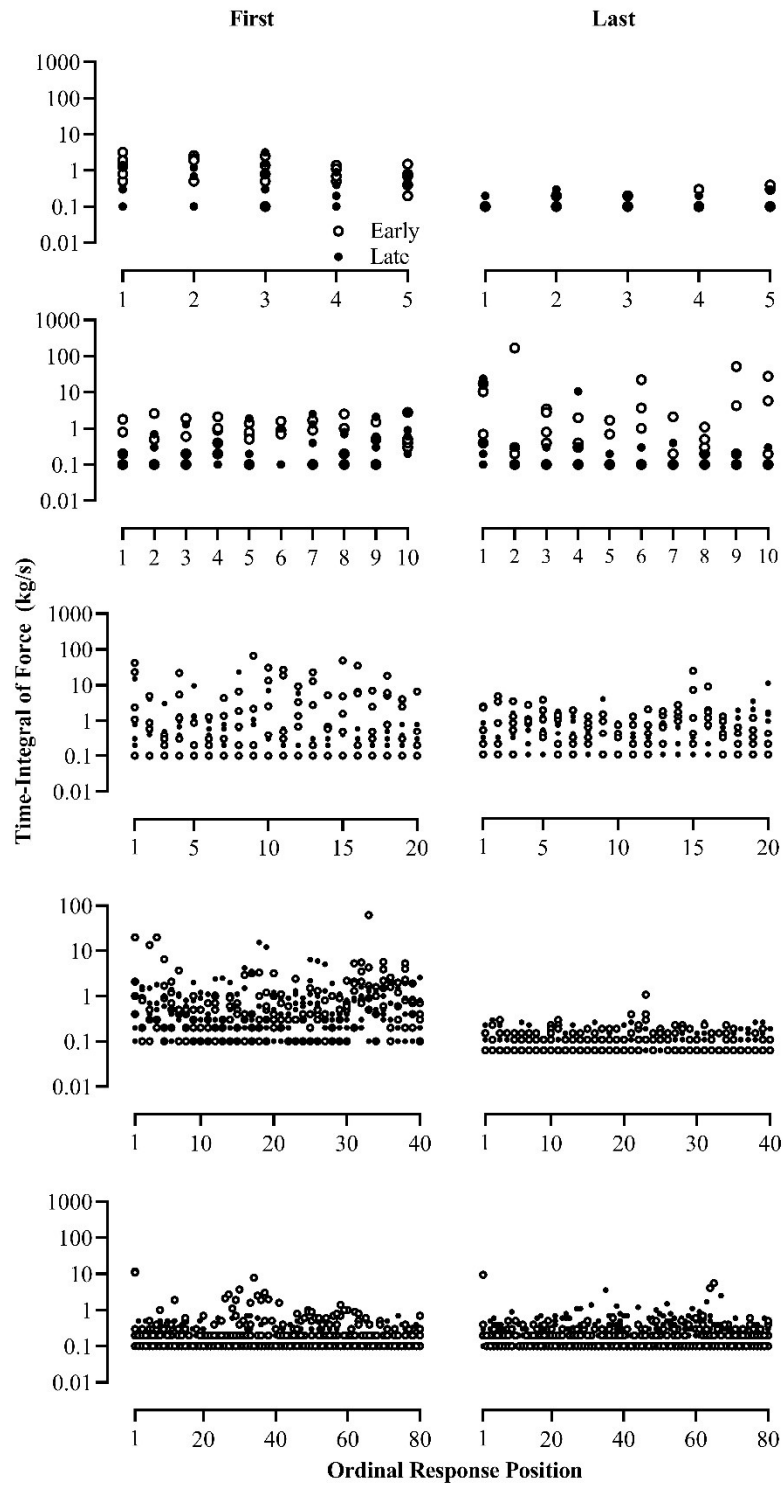 First Last
1000
100
10
1
0.1
0.01
Early
Late
1 2 3 4 5 1 2 3 4 5
1000
100
10
1
0.1
0.01
1 2 3 4 5 6 7 8 9 10 1 2 3 4 5 6 7 8 9 10
Time-Integral of Force (kg/s)
1000
100
10
1
0.1
0.01
1 5 10 15 20 1 5 10 15 20
100
10
1
0.1
0.01
1 10 20 30 40 1 10 20 30 40
1000
100
10
1
0.1
0.01
1 20 40 60 80 1 20 40 60 80
Ordinal Response Position